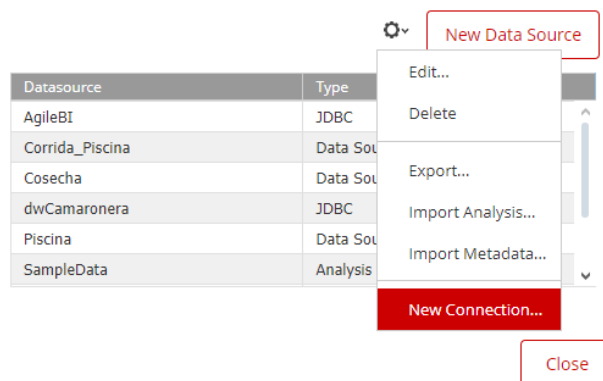 New Data Source
Edit...
Delete
Export...
Import Analysis...
Import Metadata...
New Connection...
Datasource Type
AgileBI JDBC
Corrida_Piscina Data Sou
Cosecha Data Sou
dwCamaronera JDBC
Piscina Data Sou
SampleData Analysis
Close